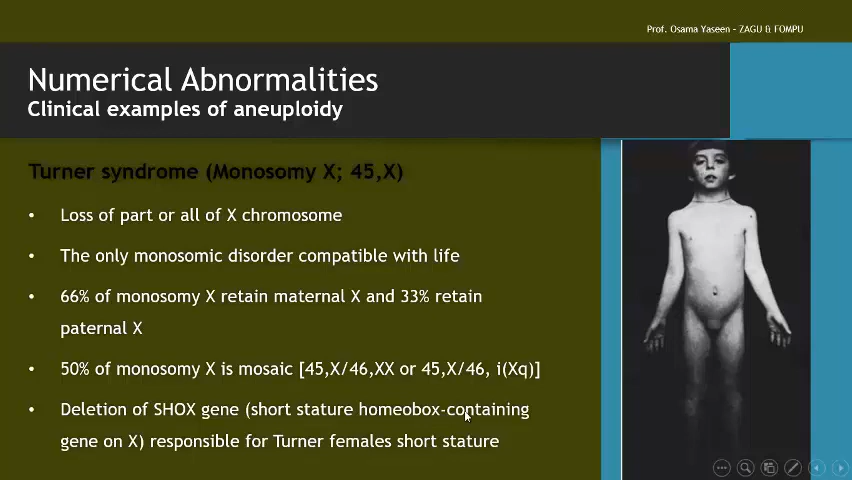 Prof. Osama Yaseen - ZAGU & FOMPU
Numerical Abnormalities
Clinical examples of aneuploidy
Turner syndrome (Monosomy X; 45,X)
• Loss of part or all of X chromosome
• The only monosomic disorder compatible with life
• 66% of monosomy X retain maternal X and 33% retain
paternal X
• 50% of monosomy X is mosaic [45,X/46,XX or 45,X/46, i(Xq)]
• Deletion of SHOX gene (short stature homeobox-containing
gene on X) responsible for Turner females short stature